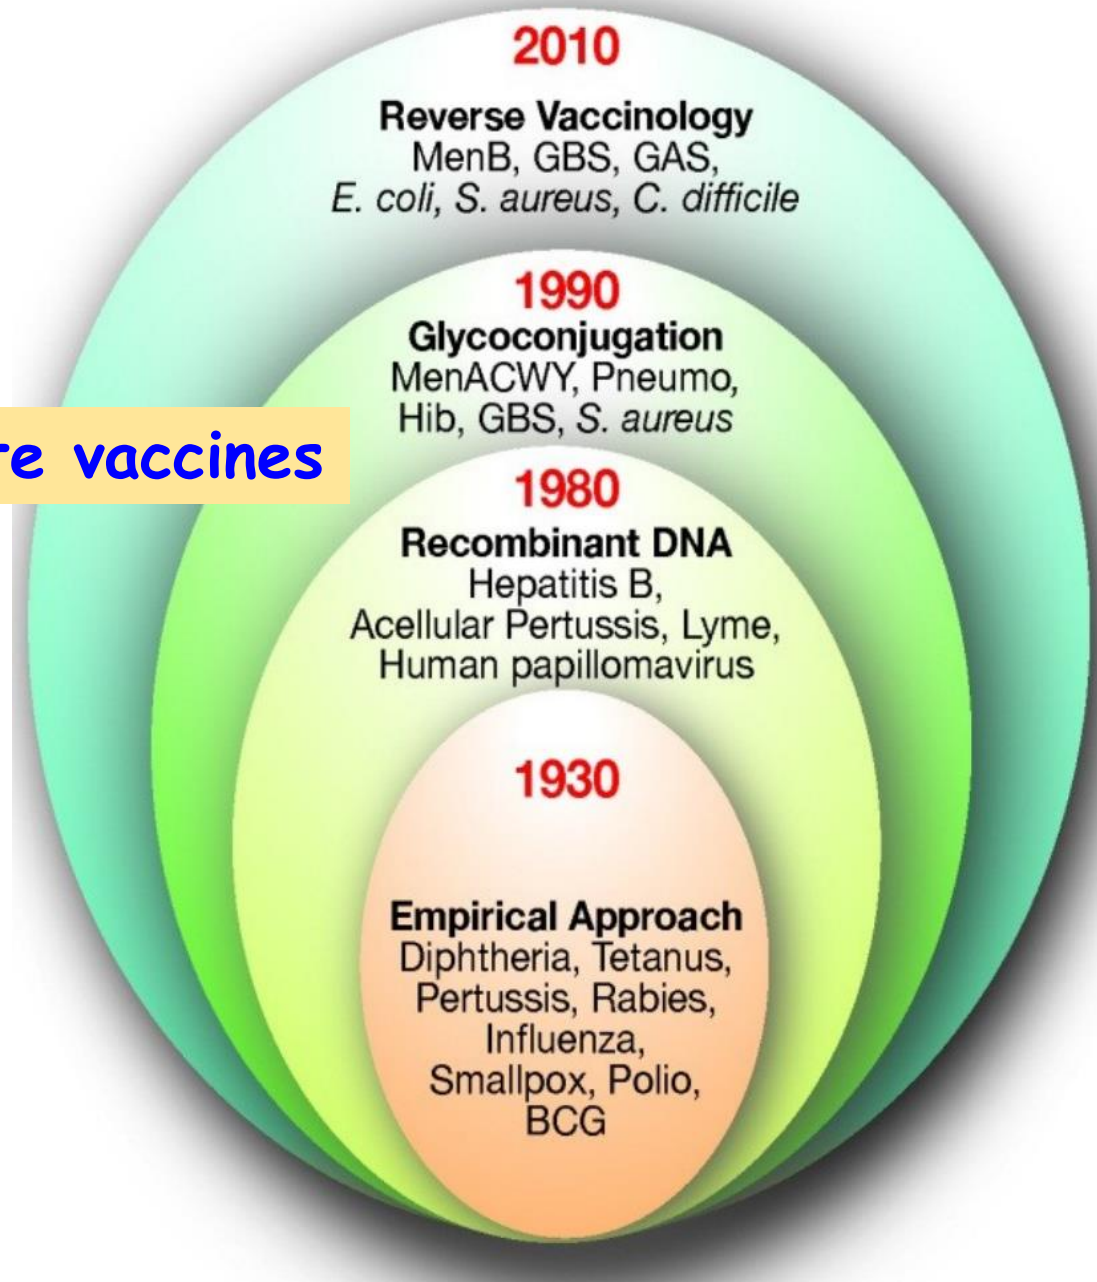 2010
Reverse Vaccinology
MenB, GBS, GAS,
E. coli, S. aureus, C. difficile
1990
Glycoconjugation
MenACWY, Pneumo,
Hib, GBS, S. aureus
vaccines
1980
Recombinant DNA
Hepatitis B,
Acellular Pertussis, Lyme,
Human papillomavirus
1930
Empirical Approach
Diphtheria, Tetanus,
Pertussis, Rabies,
Influenza,
Smallpox, Polio,
BCG